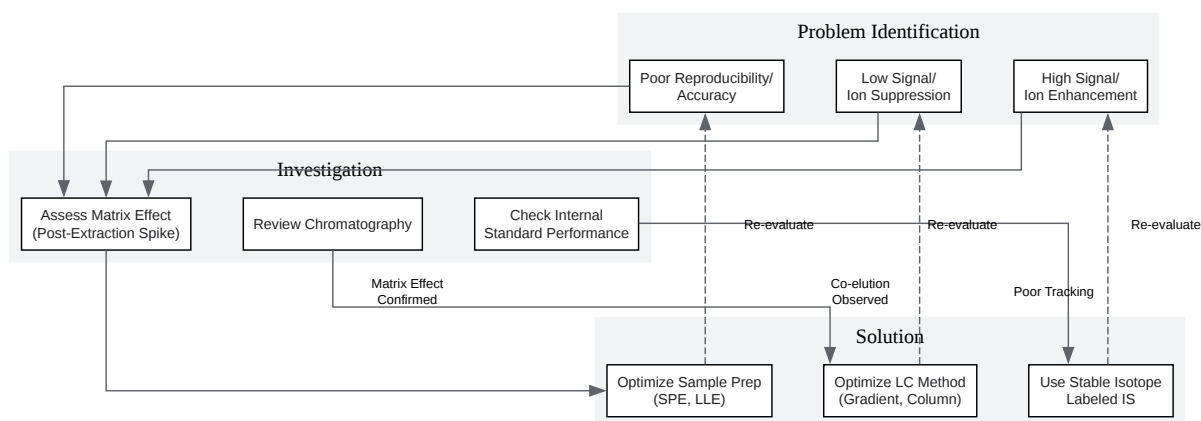 Problem Identification
Poor Reproducibility/
Accuracy
Low Signal/
Ion Suppression
High Signal/
Ion Enhancement
Investigation
Assess Matrix Effect
(Post-Extraction Spike)
Review Chromatography
Check Internal
Standard Performance
Re-evaluate
Re-evaluate
Re-evaluate
Matrix Effect
Confirmed
Co-elution
Observed
Poor Tracking
Solution
Optimize Sample Prep
(SPE, LLE)
Optimize LC Method
(Gradient, Column)
Use Stable Isotope
Labeled IS